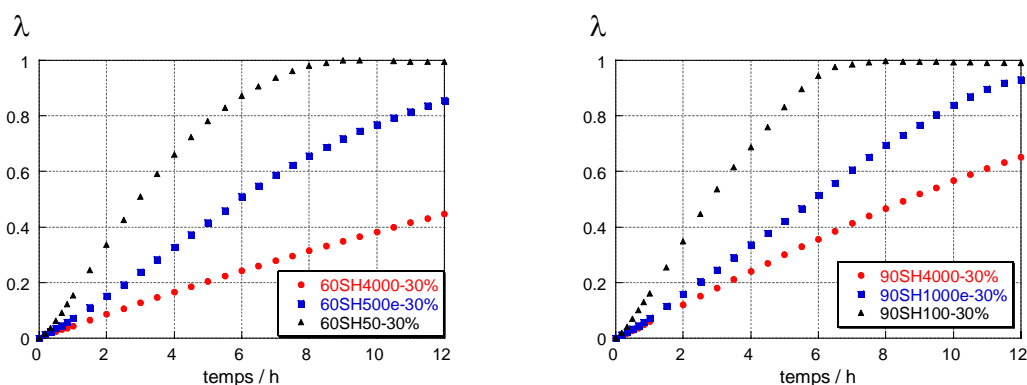 λ
1
0.8
0.6
0.4
0.2
0
0 2 4 6 8 10 12
temps / h
60SH4000-30%
60SH500e-30%
60SH50-30%
λ
1
0.8
0.6
0.4
0.2
0
0 2 4 6 8 10 12
temps / h
90SH4000-30%
90SH1000e-30%
90SH100-30%